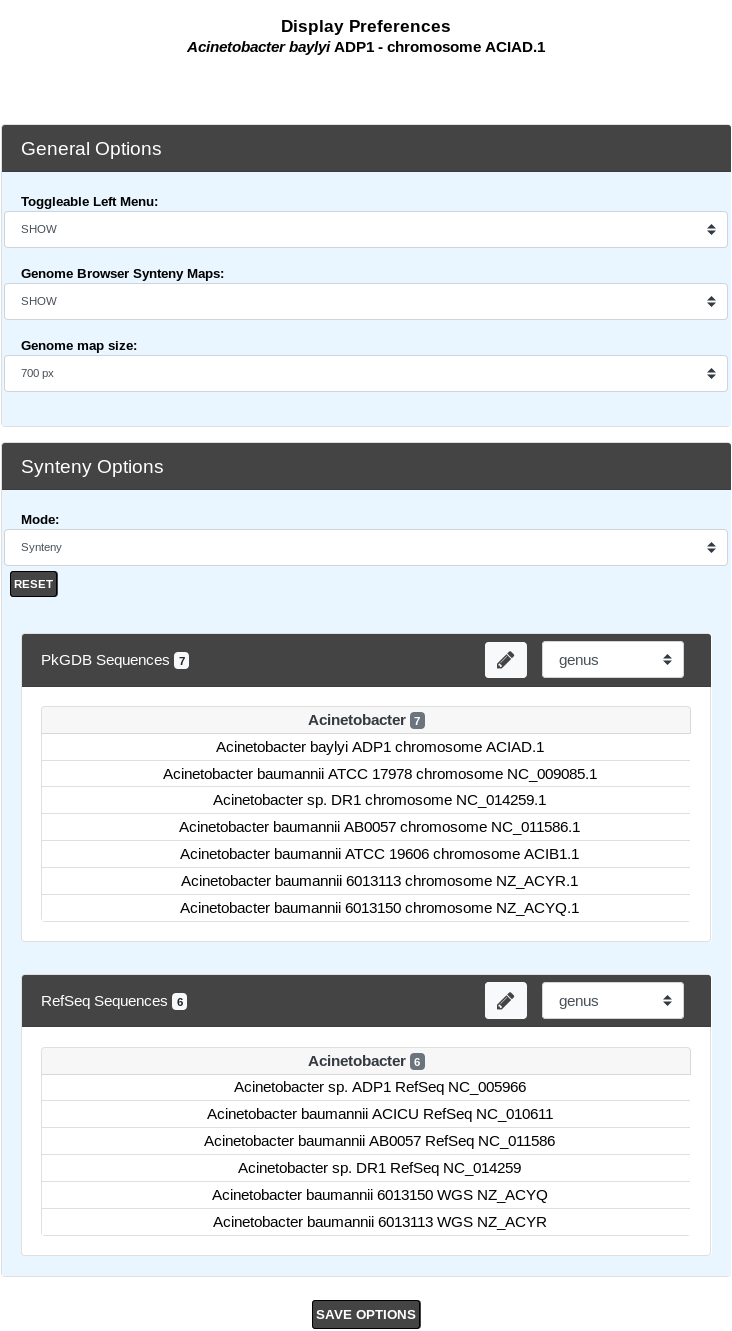 Display Preferences
Acinetobacter baylyi ADP1 - chromosome ACIAD.1
General Options
Toggleable Left Menu:
SHOW
Genome Browser Synteny Maps:
SHOW
Genome map size:
700 px
Synteny Options
Mode:
Synteny
RESET
PkGDB Sequences 7 genus
Acinetobacter 7
Acinetobacter baylyi ADP1 chromosome ACIAD.1
Acinetobacter baumannii ATCC 17978 chromosome NC_009085.1
Acinetobacter sp. DR1 chromosome NC_014259.1
Acinetobacter baumannii AB0057 chromosome NC_011586.1
Acinetobacter baumannii ATCC 19606 chromosome ACIB1.1
Acinetobacter baumannii 6013113 chromosome NZ_ACYR.1
Acinetobacter baumannii 6013150 chromosome NZ_ACYQ.1
RefSeq Sequences 6 genus
Acinetobacter 6
Acinetobacter sp. ADP1 RefSeq NC_005966
Acinetobacter baumannii ACICU RefSeq NC_010611
Acinetobacter baumannii AB0057 RefSeq NC_011586
Acinetobacter sp. DR1 RefSeq NC_014259
Acinetobacter baumannii 6013150 WGS NZ_ACYQ
Acinetobacter baumannii 6013113 WGS NZ_ACYR
SAVE OPTIONS